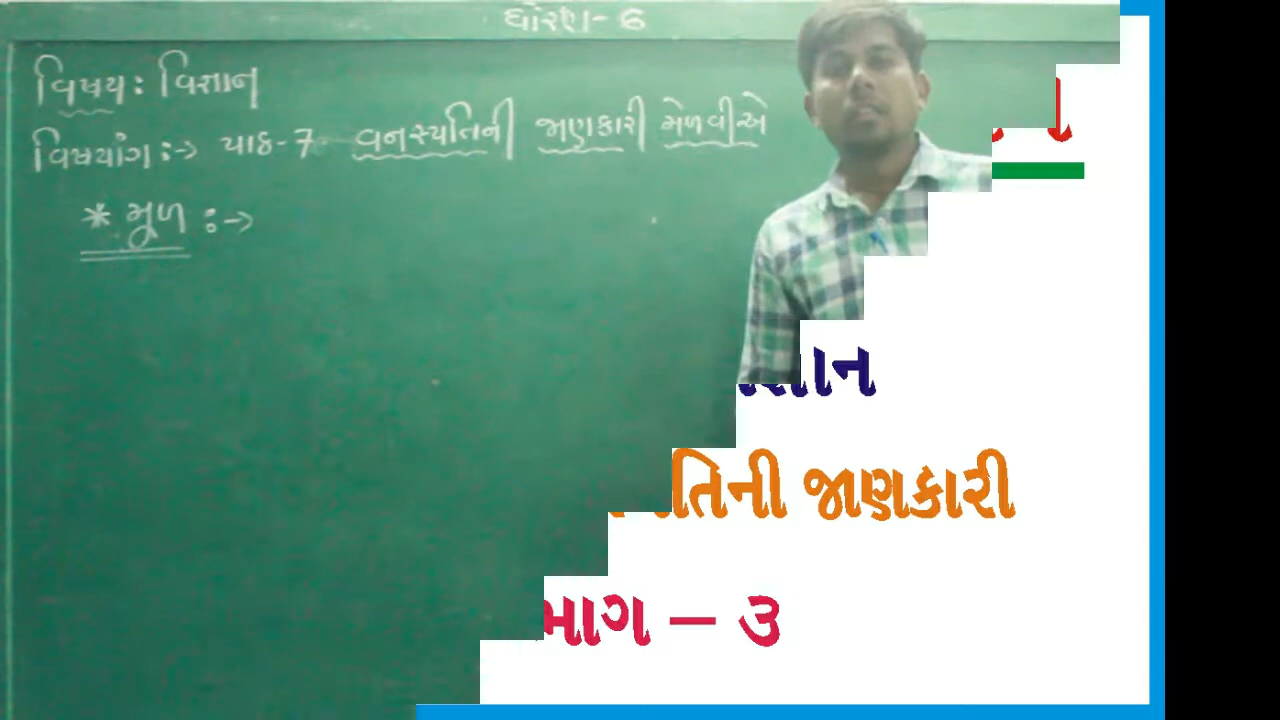 ધોરણ- 6
વિષય: વિજ્ઞાન
વિષયાંગ :-> પાઠ-7 વનસ્પતિની જાણકારી મેળવીએ
* મૂળ :->
જાણકારી
– ૩